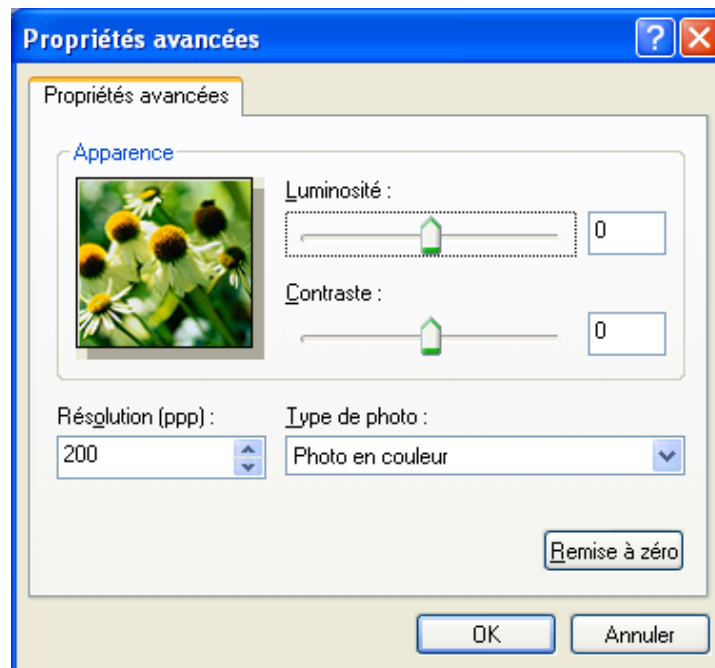 Propriétés avancées
Propriétés avancées
Apparence
Luminosité :
0
Contraste :
0
Résolution (ppp) :
Type de photo :
200
Photo en couleur
Remise à zéro
OK
Annuler